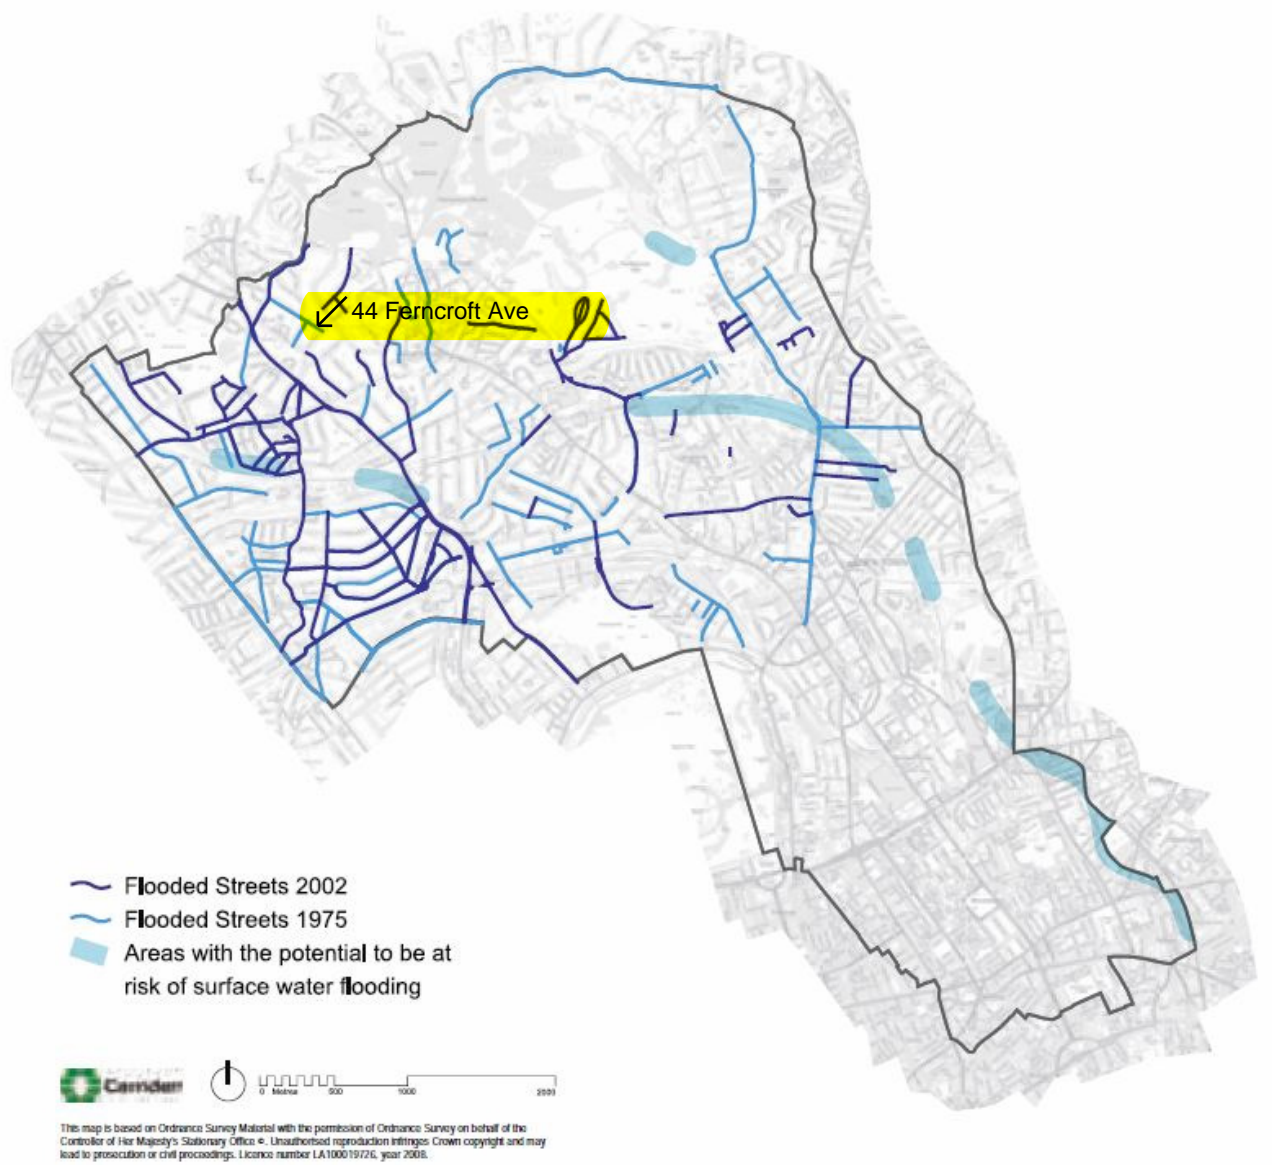 44 Ferncroft Ave
Flooded Streets 2002
Flooded Streets 1975
Areas with the potential to be at
risk of surface water flooding
Camden
0 Metres 500 1000 2000
This map is based on Ordnance Survey Material with the permission of Ordnance Survey on behalf of the
Controller of Her Majesty's Stationary Office ©. Unauthorised reproduction infringes Crown copyright and may
lead to prosecution or civil proceedings. Licence number LA100019726, year 2008.